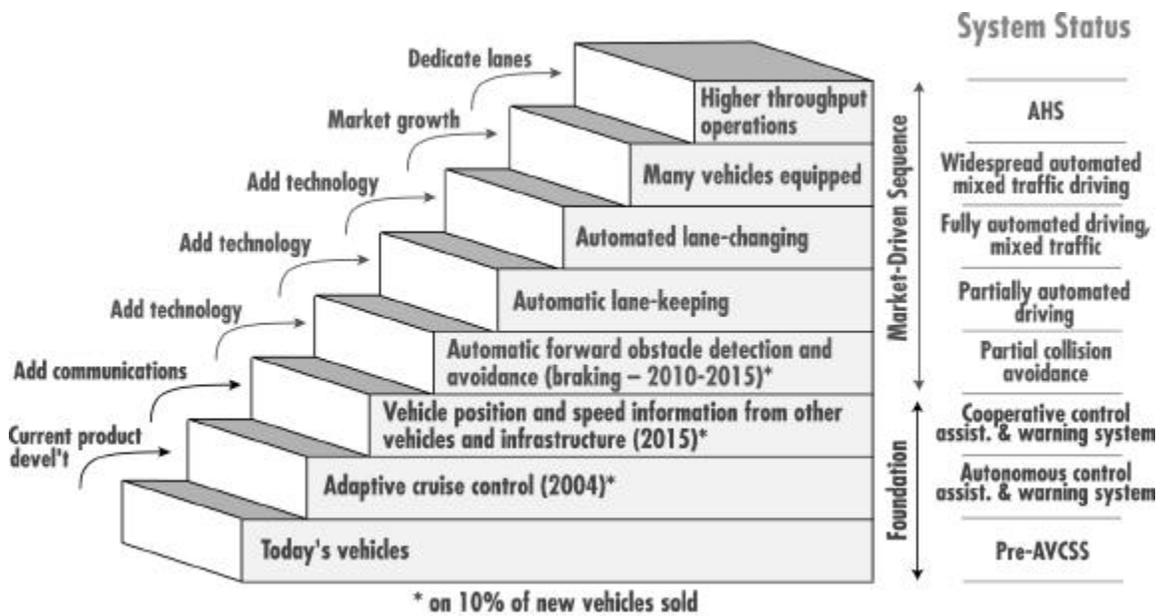 System Status
Dedicate lanes
Higher throughput
operations
AHS
Market growth
Many vehicles equipped
Widespread automated
mixed traffic driving
Add technology
Automated lane-changing
Fully automated driving,
mixed traffic
Add technology
Automatic lane-keeping
Partially automated
driving
Add technology
Automatic forward obstacle detection and
avoidance (braking – 2010-2015)*
Partial collision
avoidance
Market-Driven Sequence
Add communications
Vehicle position and speed information from other
vehicles and infrastructure (2015)*
Cooperative control
assist. & warning system
Current product
devel't
Adaptive cruise control (2004)*
Autonomous control
assist. & warning system
Foundation
Today's vehicles
Pre-AVCSS
* on 10% of new vehicles sold